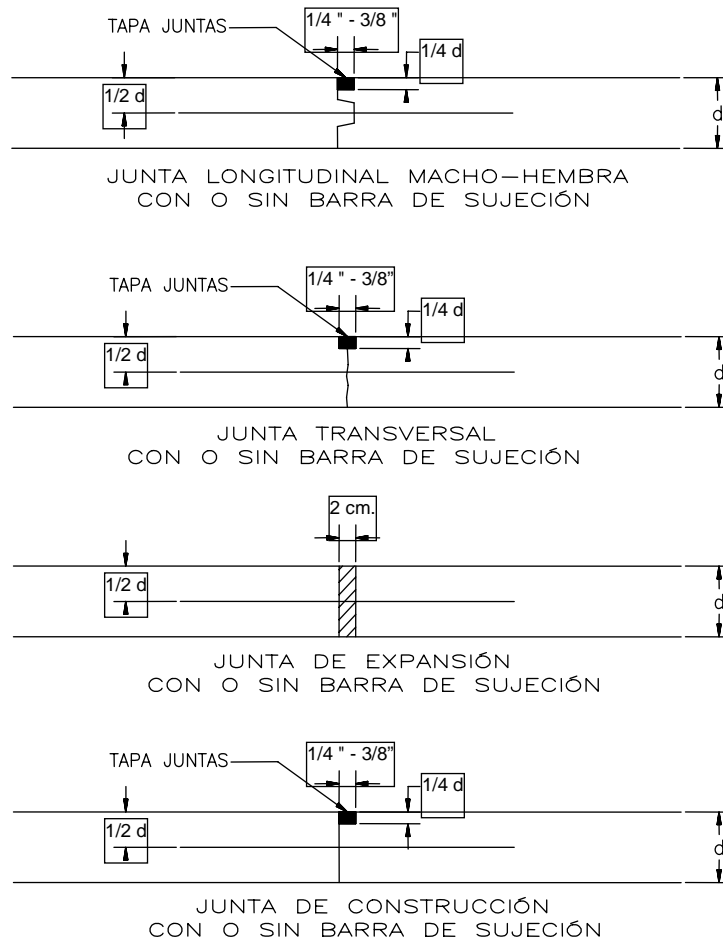 1/4 " - 3/8 "
TAPA JUNTAS
1/4 d
1/2 d
d
JUNTA LONGITUDINAL MACHO-HEMBRA
CON O SIN BARRA DE SUJECIÓN
1/4 " - 3/8"
TAPA JUNTAS
1/4 d
1/2 d
d
JUNTA TRANSVERSAL
CON O SIN BARRA DE SUJECIÓN
2 cm.
1/2 d
d
JUNTA DE EXPANSIÓN
CON O SIN BARRA DE SUJECIÓN
1/4 " - 3/8"
TAPA JUNTAS
1/4 d
1/2 d
d
JUNTA DE CONSTRUCCIÓN
CON O SIN BARRA DE SUJECIÓN